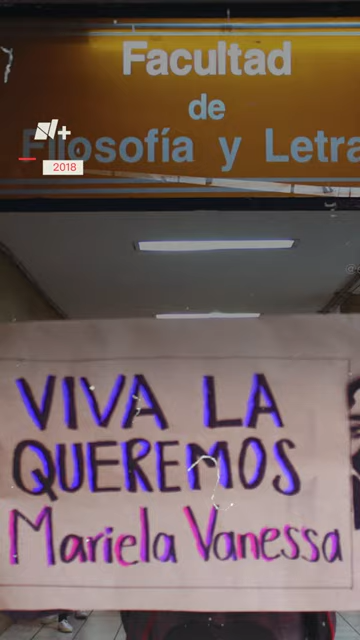 Facultad
de
Filosofía y Letra
N+
2018
VIVA LA
QUEREMOS
Mariela Vanessa